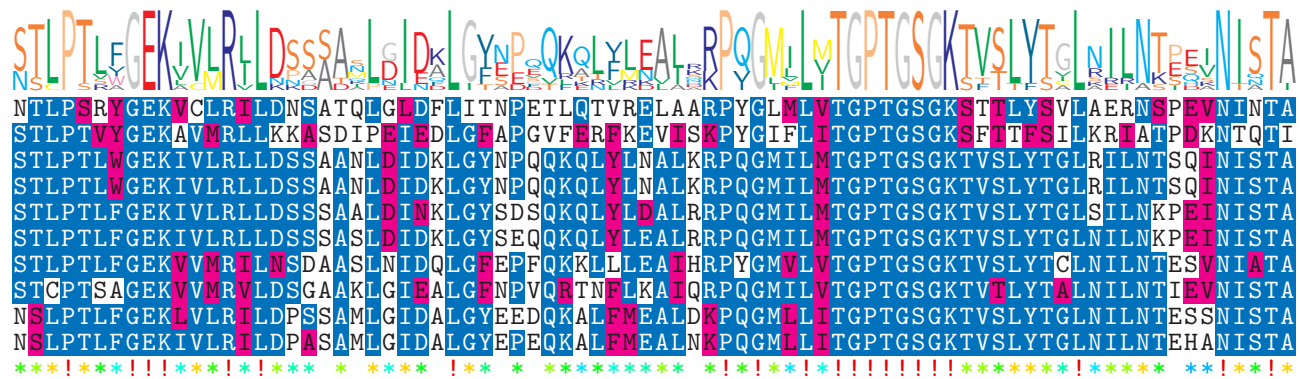 NTLPSRYGEKVCLRILDNSATQLGLDFLITNPETLQTVRELAARPYGLMLVTGPTGSGKSTTLYSVLAERNSPEVNINTA
STLPTVYGEKAVMRLLKKASDIPEIEDLGFAPGVFERFKEVISKPYGIFLITGPTGSGKSFTTFSILKRIATPDKNTQTI
STLPTLWGEKIVLRLLDSSAANLDIDKLGYNPQQKQLYLNALKRPQGMILMTGPTGSGKTVSLYTGLRILNTSQINISTA
STLPTLWGEKIVLRLLDSSAANLDIDKLGYNPQQKQLYLNALKRPQGMILMTGPTGSGKTVSLYTGLRILNTSQINISTA
STLPTLFGEKIVLRLLDSSSAALDINKLGYSDSQKQLYLDALRRPQGMILMTGPTGSGKTVSLYTGLSILNKPEINISTA
STLPTLFGEKIVLRLLDSSSASLDIDKLGYSEQQKQLYLEALRRPQGMILMTGPTGSGKTVSLYTGLNILNKPEINISTA
STLPTLFGEKVVMRILNSDAASLNIDQLGFEPFQKKLLLEAIHRPYGMVLVTGPTGSGKTVSLYTCLNILNTESVNIATA
STCPTSAGEKVVMRVLDSGAAKLGIEALGFNPVQRTNFLKAIQRPQGMILVTGPTGSGKTVTLYTALNILNTIEVNISTA
NSLPTLFGEKLVLRILDPSSAMLGIDALGYEEDQKALFMEALDKPQGMLLITGPTGSGKTVSLYTGLNILNTESSNISTA
NSLPTLFGEKIVLRILDPASAMLGIDALGYEPEQKALFMEALNKPQGMLLITGPTGSGKTVSLYTGLNILNTEHANISTA